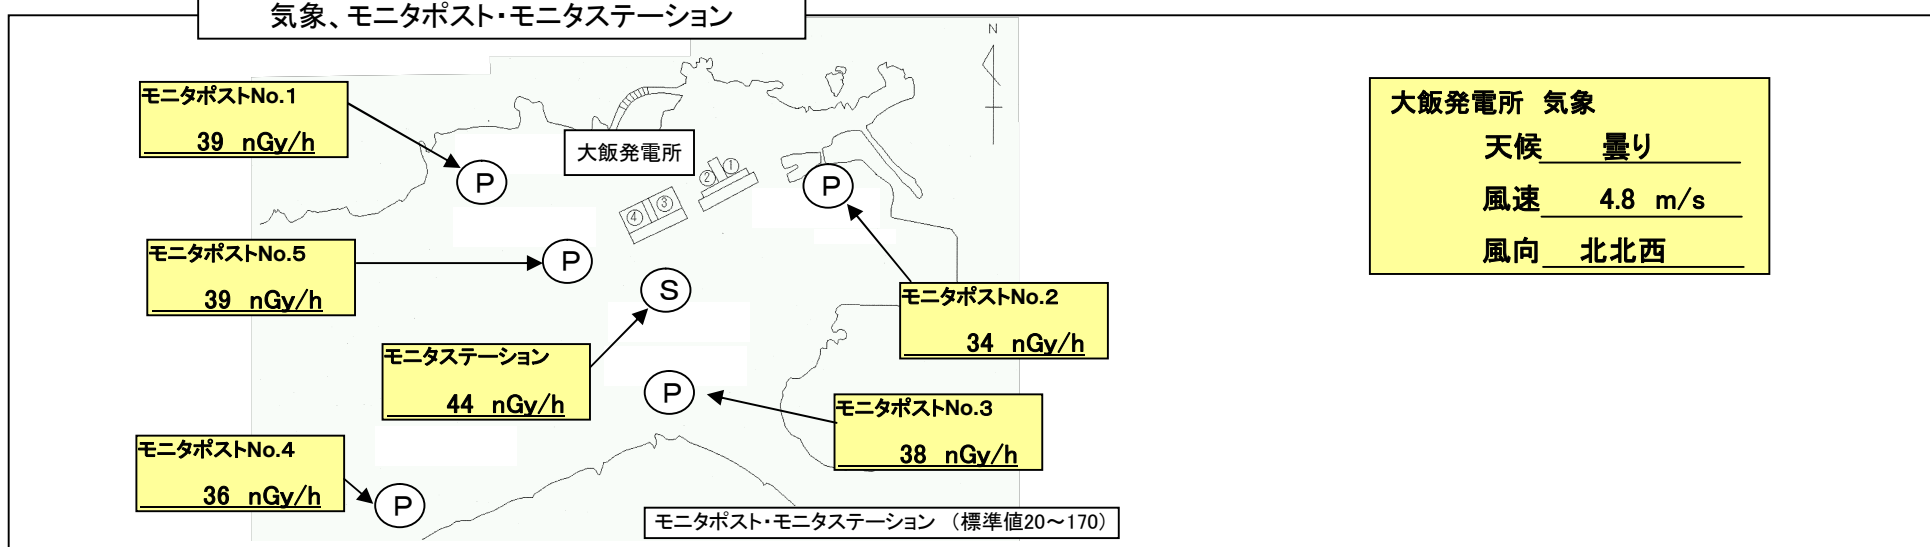 気象、モニタポスト・モニタステーション
N
モニタポストNo.1
39 nGy/h
大飯発電所
P
P
①
②
③
④
大飯発電所 気象
天候 曇り
風速 4.8 m/s
風向 北北西
モニタポストNo.5
39 nGy/h
P
S
モニタポストNo.2
34 nGy/h
モニタステーション
44 nGy/h
P
モニタポストNo.3
38 nGy/h
モニタポストNo.4
36 nGy/h
P
モニタポスト・モニタステーション (標準値20～170)